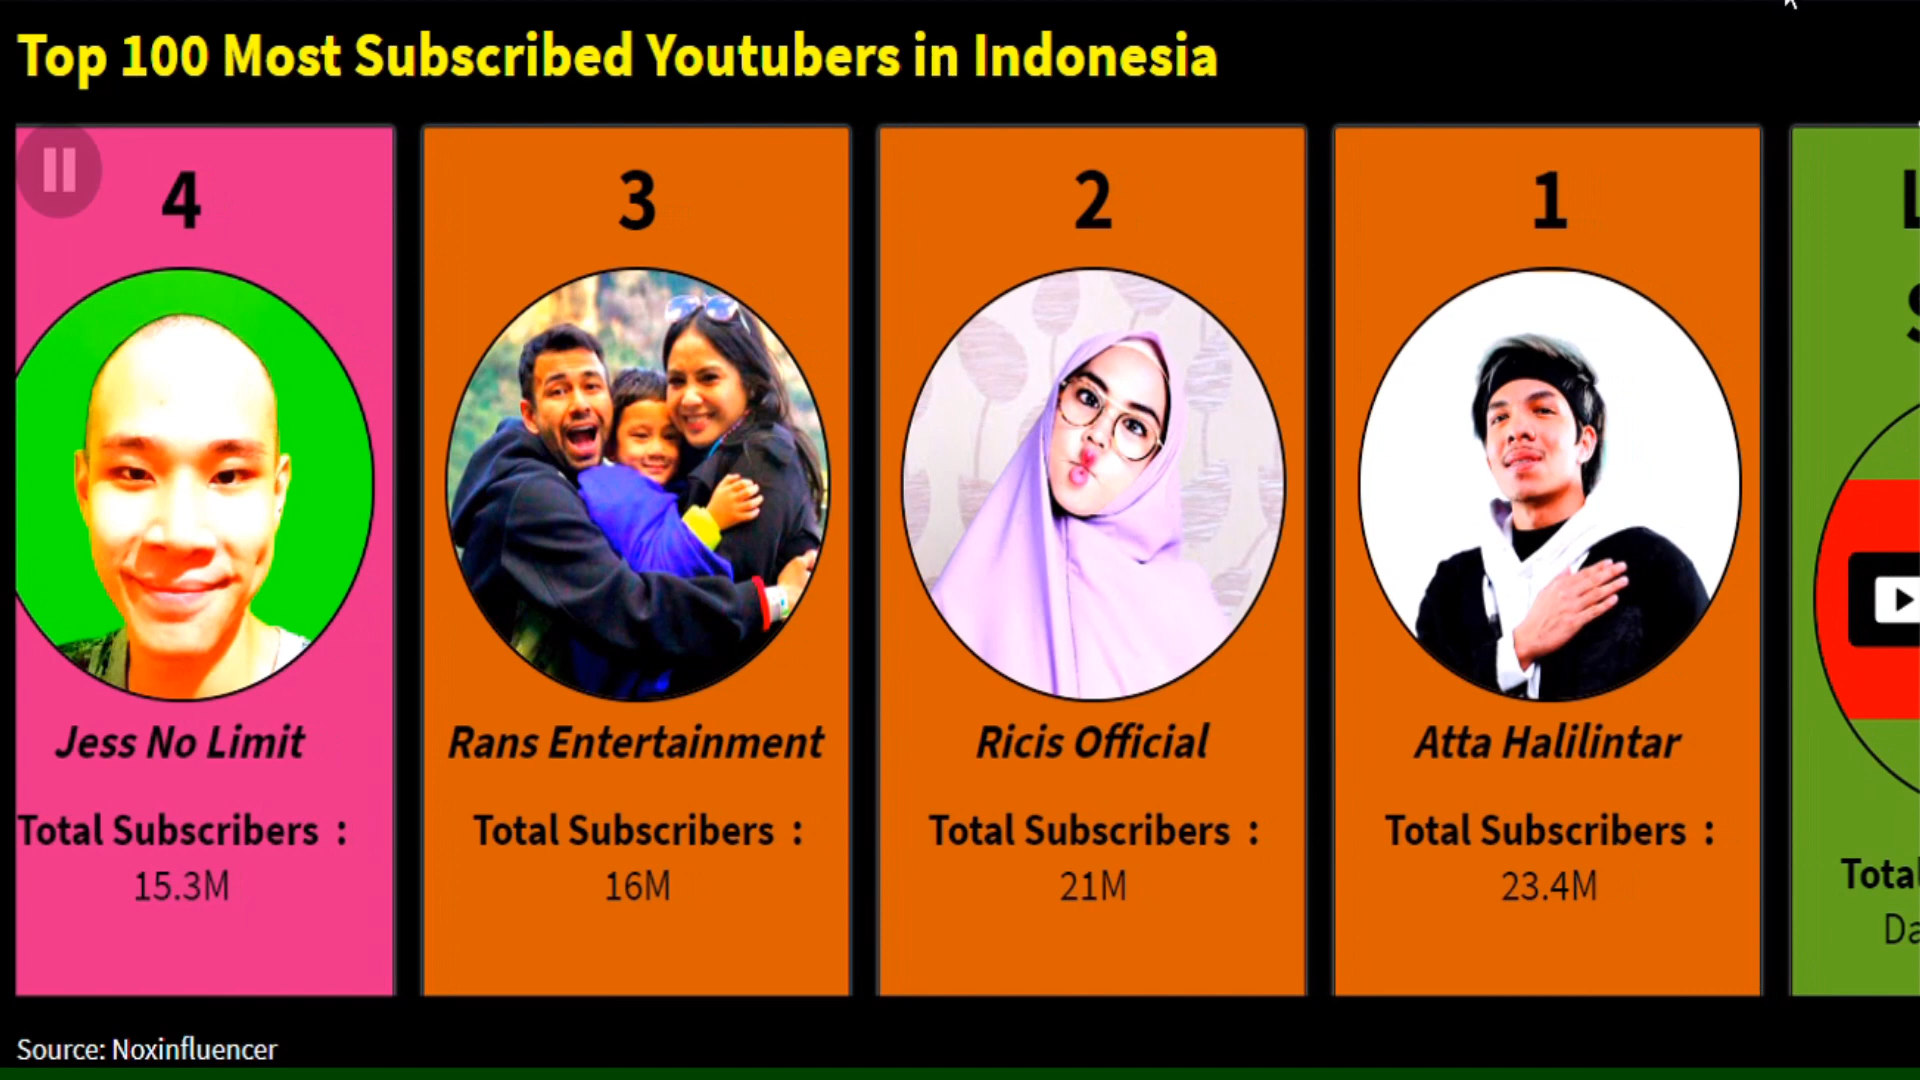 Top 100 Most Subscribed Youtubers in Indonesia
4
Jess No Limit
Total Subscribers :
15.3M
3
Rans Entertainment
Total Subscribers :
16M
2
Ricis Official
Total Subscribers :
21M
1
Atta Halilintar
Total Subscribers :
23.4M
Total
Source: Noxinfluencer